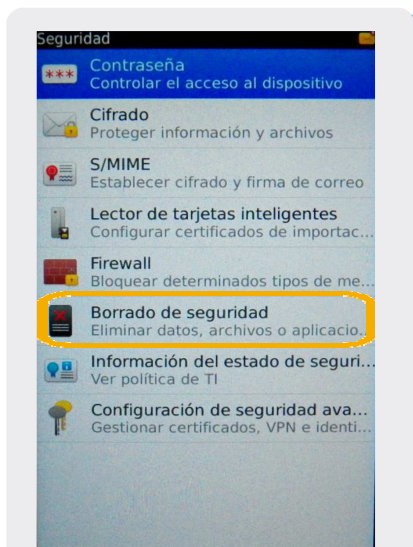 Seguridad
***
Contraseña
Controlar el acceso al dispositivo
Cifrado
Proteger información y archivos
S/MIME
Establecer cifrado y firma de correo
Lector de tarjetas inteligentes
Configurar certificados de importac...
Firewall
Bloquear determinados tipos de me...
Borrado de seguridad
Eliminar datos, archivos o aplicacio...
Información del estado de seguri...
Ver política de TI
Configuración de seguridad ava...
Gestionar certificados, VPN e identi...